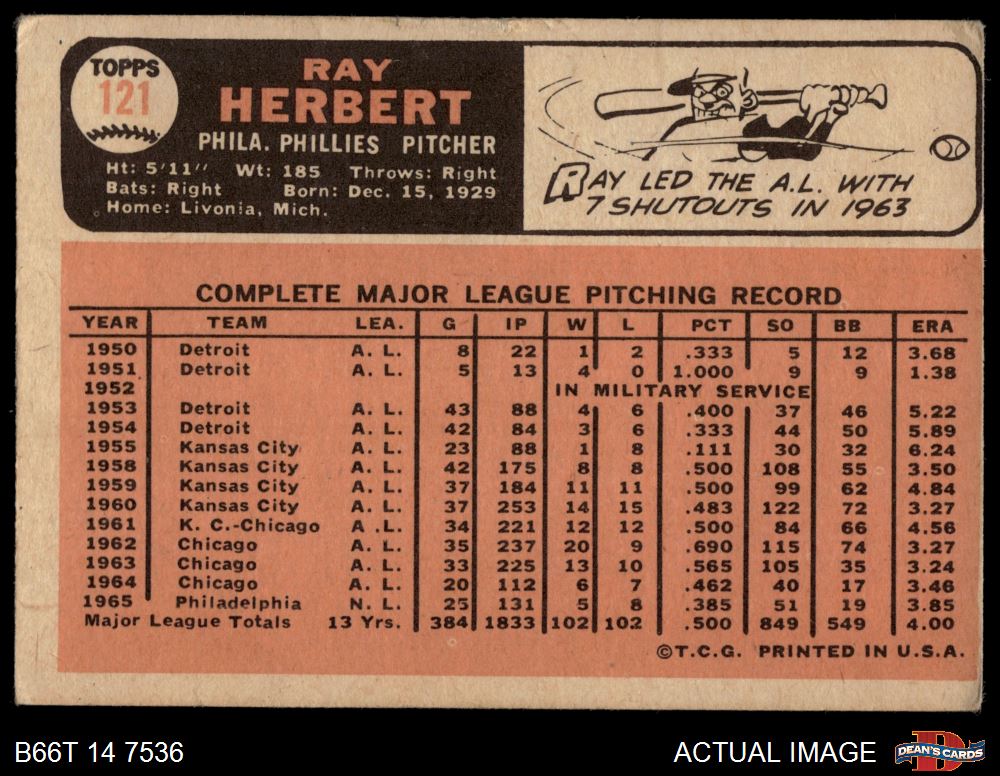 TOPPS
121
RAY
HERBERT
PHILA. PHILLIES PITCHER
Ht: 5'11" Wt: 185 Throws: Right
Bats: Right Born: Dec. 15, 1929
Home: Livonia, Mich.
RAY LED THE A.L. WITH
7 SHUTOUTS IN 1963
COMPLETE MAJOR LEAGUE PITCHING RECORD
YEAR TEAM LEA. G IP W L PCT SO BB ERA
1950 Detroit A. L. 8 22 1 2 .333 5 12 3.68
1951 Detroit A. L. 5 13 4 0 1.000 9 9 1.38
1952 IN MILITARY SERVICE
1953 Detroit A. L. 43 88 4 6 .400 37 46 5.22
1954 Detroit A. L. 42 84 3 6 .333 44 50 5.89
1955 Kansas City A. L. 23 88 1 8 .111 30 32 6.24
1958 Kansas City A. L. 42 175 8 8 .500 108 55 3.50
1959 Kansas City A. L. 37 184 11 11 .500 99 62 4.84
1960 Kansas City A. L. 37 253 14 15 .483 122 72 3.27
1961 K. C.-Chicago A .L. 34 221 12 12 .500 84 66 4.56
1962 Chicago A. L. 35 237 20 9 .690 115 74 3.27
1963 Chicago A. L. 33 225 13 10 .565 105 35 3.24
1964 Chicago A. L. 20 112 6 7 .462 40 17 3.46
1965 Philadelphia N. L. 25 131 5 8 .385 51 19 3.85
Major League Totals 13 Yrs. 384 1833 102 102 .500 849 549 4.00
©T.C.G. PRINTED IN U.S.A.
B66T 14 7536
ACTUAL IMAGE
D
DEAN'S CARDS